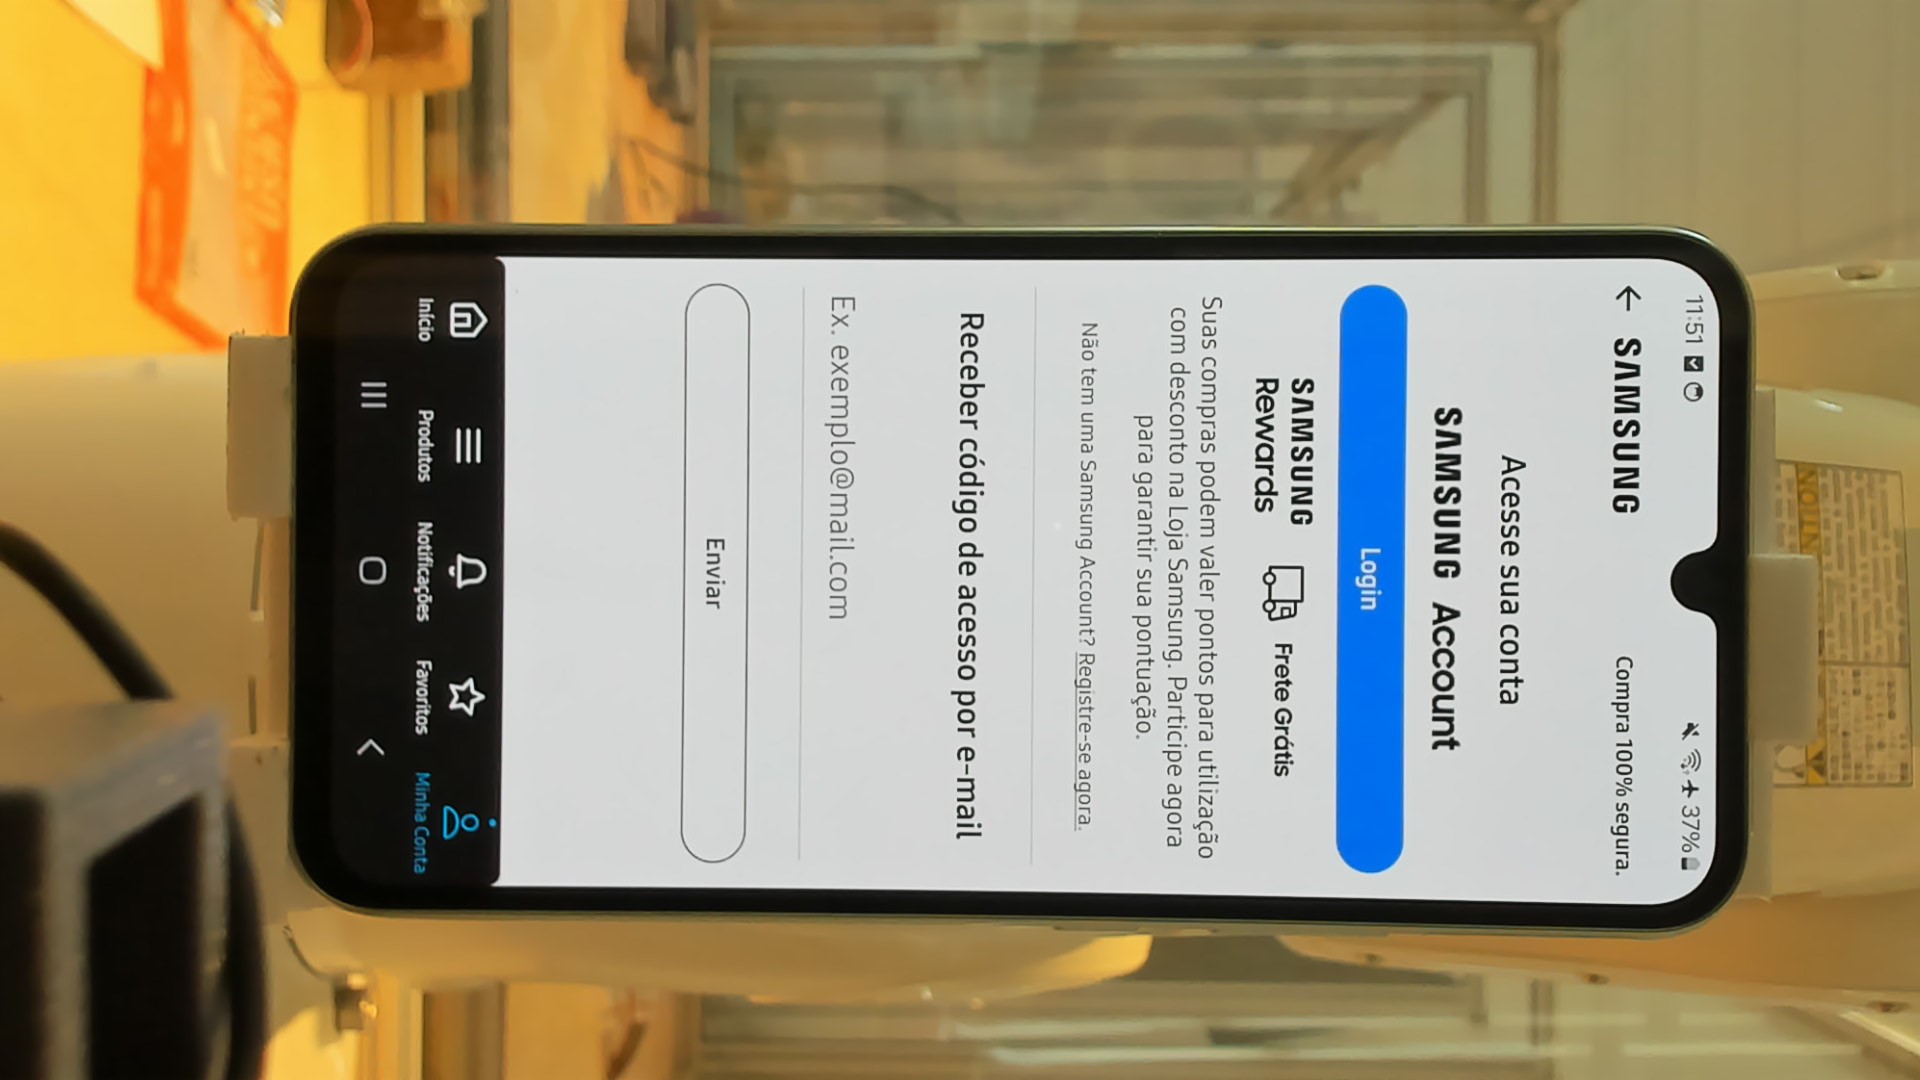 11:51
37%
SAMSUNG
Compra 100% segura.
Acesse sua conta
SAMSUNG Account
Login
SAMSUNG
Rewards
Frete Grátis
Suas compras podem valer pontos para utilização
com desconto na Loja Samsung. Participe agora
para garantir sua pontuação.
Não tem uma Samsung Account? Registre-se agora.
Receber código de acesso por e-mail
Ex. exemplo@mail.com
Enviar
Início
Produtos
Notificações
Favoritos
Minha Conta